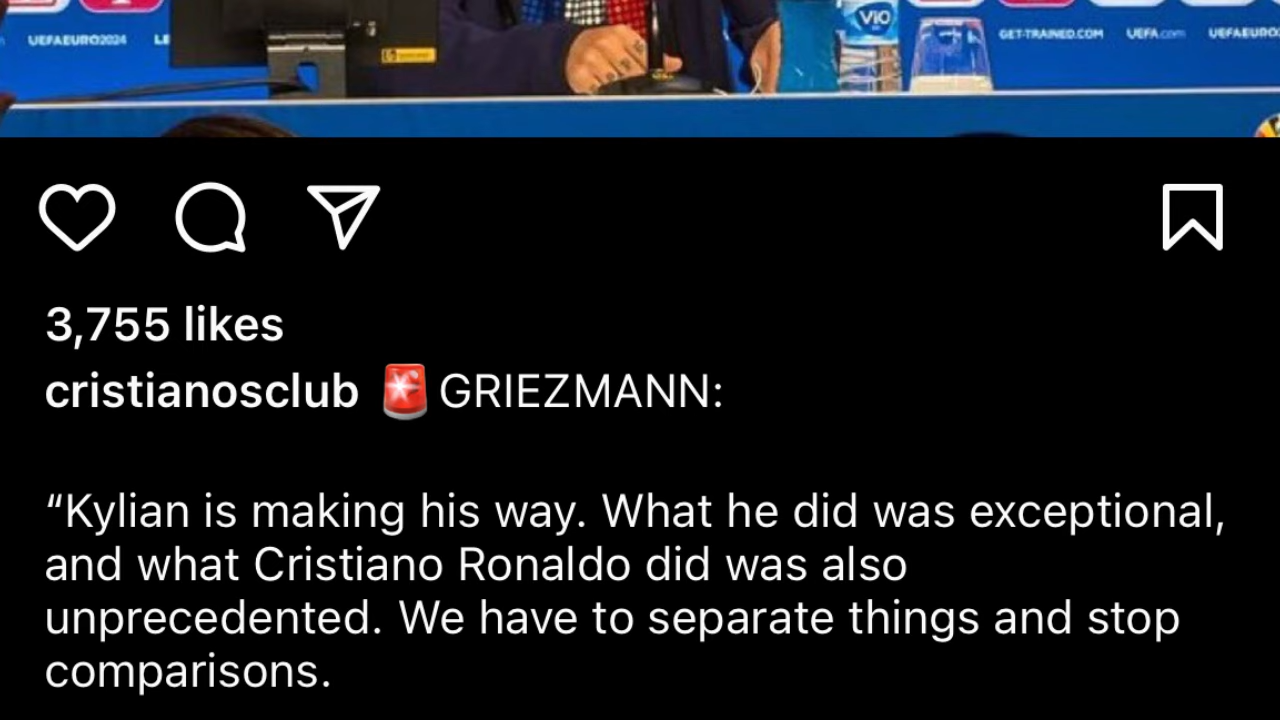 UEFAEURO2024
VIO
GET-TRAINED.COM
UEFA.com
3,755 likes
cristianosclub 🚨GRIEZMANN:
“Kylian is making his way. What he did was exceptional,
and what Cristiano Ronaldo did was also
unprecedented. We have to separate things and stop
comparisons.